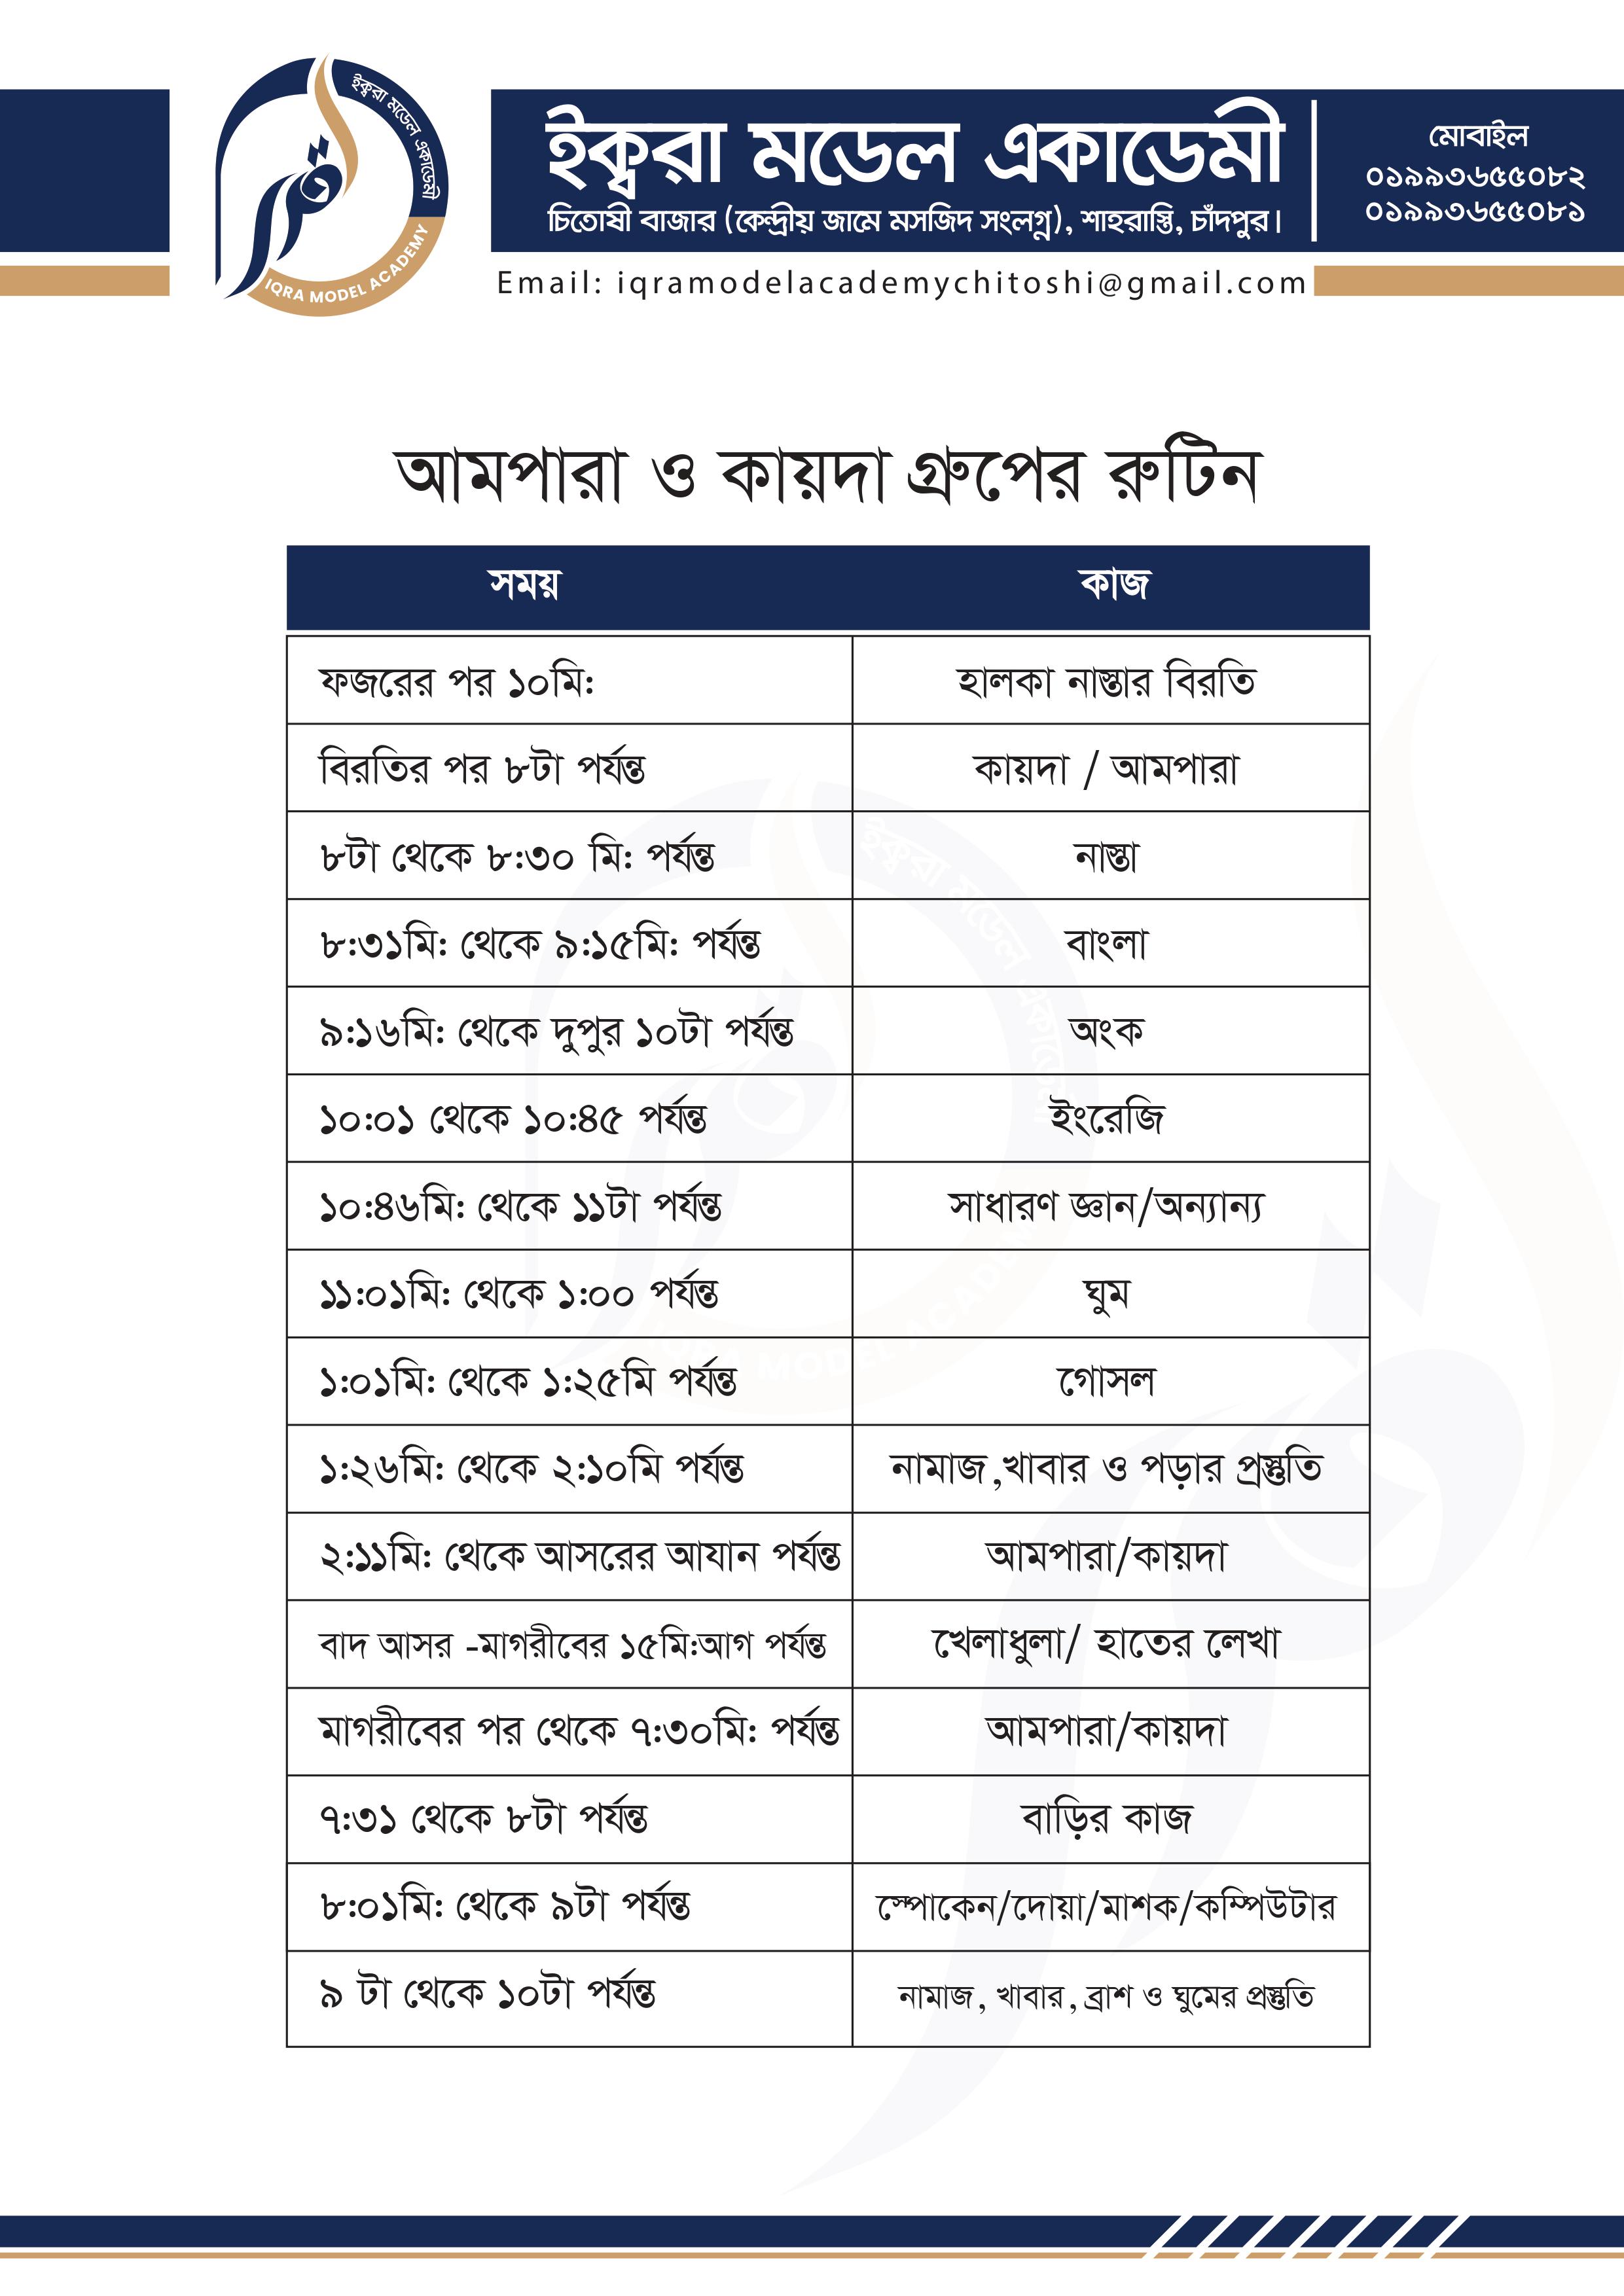 ইক্বরা মডেল একাডেমী
IQRA MODEL ACADEMY
ইক্বরা মডেল একাডেমী
চিতোষী বাজার (কেন্দ্রীয় জামে মসজিদ সংলগ্ন), শাহরাস্তি, চাঁদপুর।
মোবাইল
০১৯৯৩৬৫৫০৮২
০১৯৯৩৬৫৫০৮১
Email: iqramodelacademychitoshi@gmail.com
আমপারা ও কায়দা গ্রুপের রুটিন
সময় কাজ
ফজরের পর ১০মি: হালকা নাস্তার বিরতি
বিরতির পর ৮টা পর্যন্ত কায়দা / আমপারা
৮টা থেকে ৮:৩০ মি: পর্যন্ত নাস্তা
৮:৩১মি: থেকে ৯:১৫মি: পর্যন্ত বাংলা
৯:১৬মি: থেকে দুপুর ১০টা পর্যন্ত অংক
১০:০১ থেকে ১০:৪৫ পর্যন্ত ইংরেজি
১০:৪৬মি: থেকে ১১টা পর্যন্ত সাধারণ জ্ঞান/অন্যান্য
১১:০১মি: থেকে ১:০০ পর্যন্ত ঘুম
১:০১মি: থেকে ১:২৫মি পর্যন্ত গোসল
১:২৬মি: থেকে ২:১০মি পর্যন্ত নামাজ,খাবার ও পড়ার প্রস্তুতি
২:১১মি: থেকে আসরের আযান পর্যন্ত আমপারা/কায়দা
বাদ আসর -মাগরীবের ১৫মি:আগ পর্যন্ত খেলাধুলা/ হাতের লেখা
মাগরীবের পর থেকে ৭:৩০মি: পর্যন্ত আমপারা/কায়দা
৭:৩১ থেকে ৮টা পর্যন্ত বাড়ির কাজ
৮:০১মি: থেকে ৯টা পর্যন্ত স্পোকেন/দোয়া/মাশক/কম্পিউটার
৯ টা থেকে ১০টা পর্যন্ত নামাজ, খাবার, ব্রাশ ও ঘুমের প্রস্তুতি